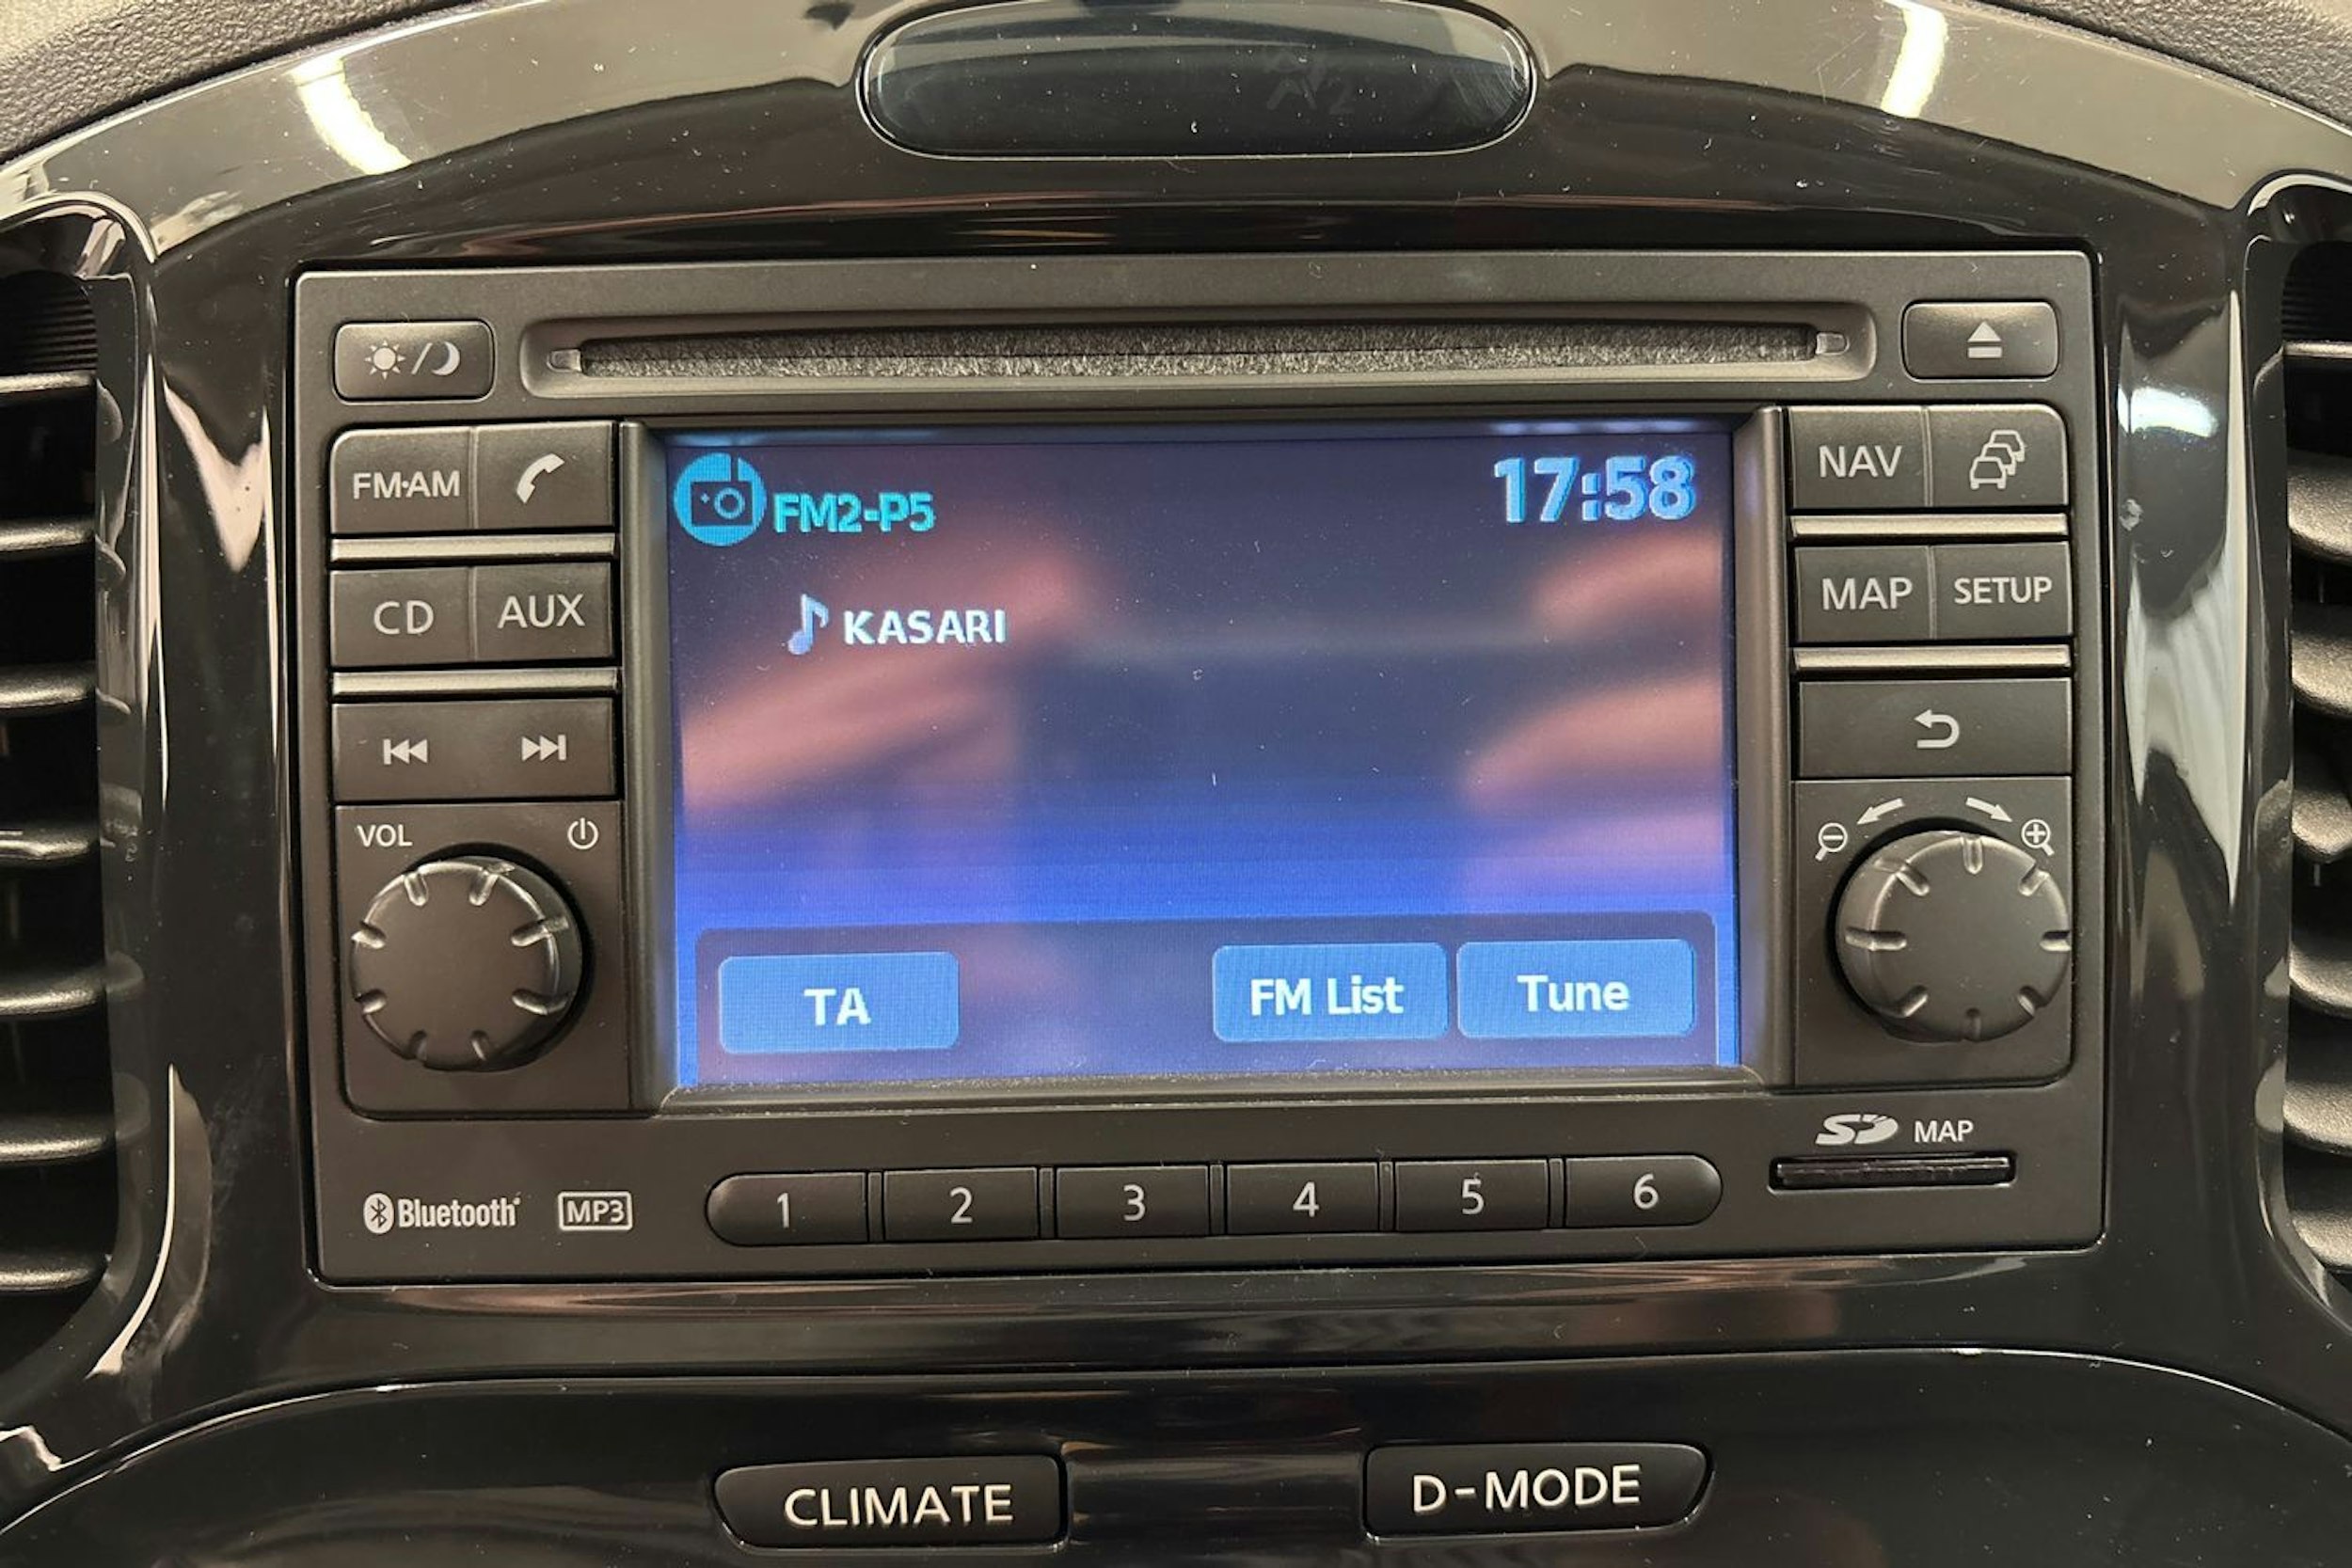 FM·AM
NAV
FM2-P5
17:58
CD
AUX
MAP
SETUP
KASARI
VOL
TA
FM List
Tune
SD MAP
Bluetooth
MP3
1 2 3 4 5 6
CLIMATE
D-MODE